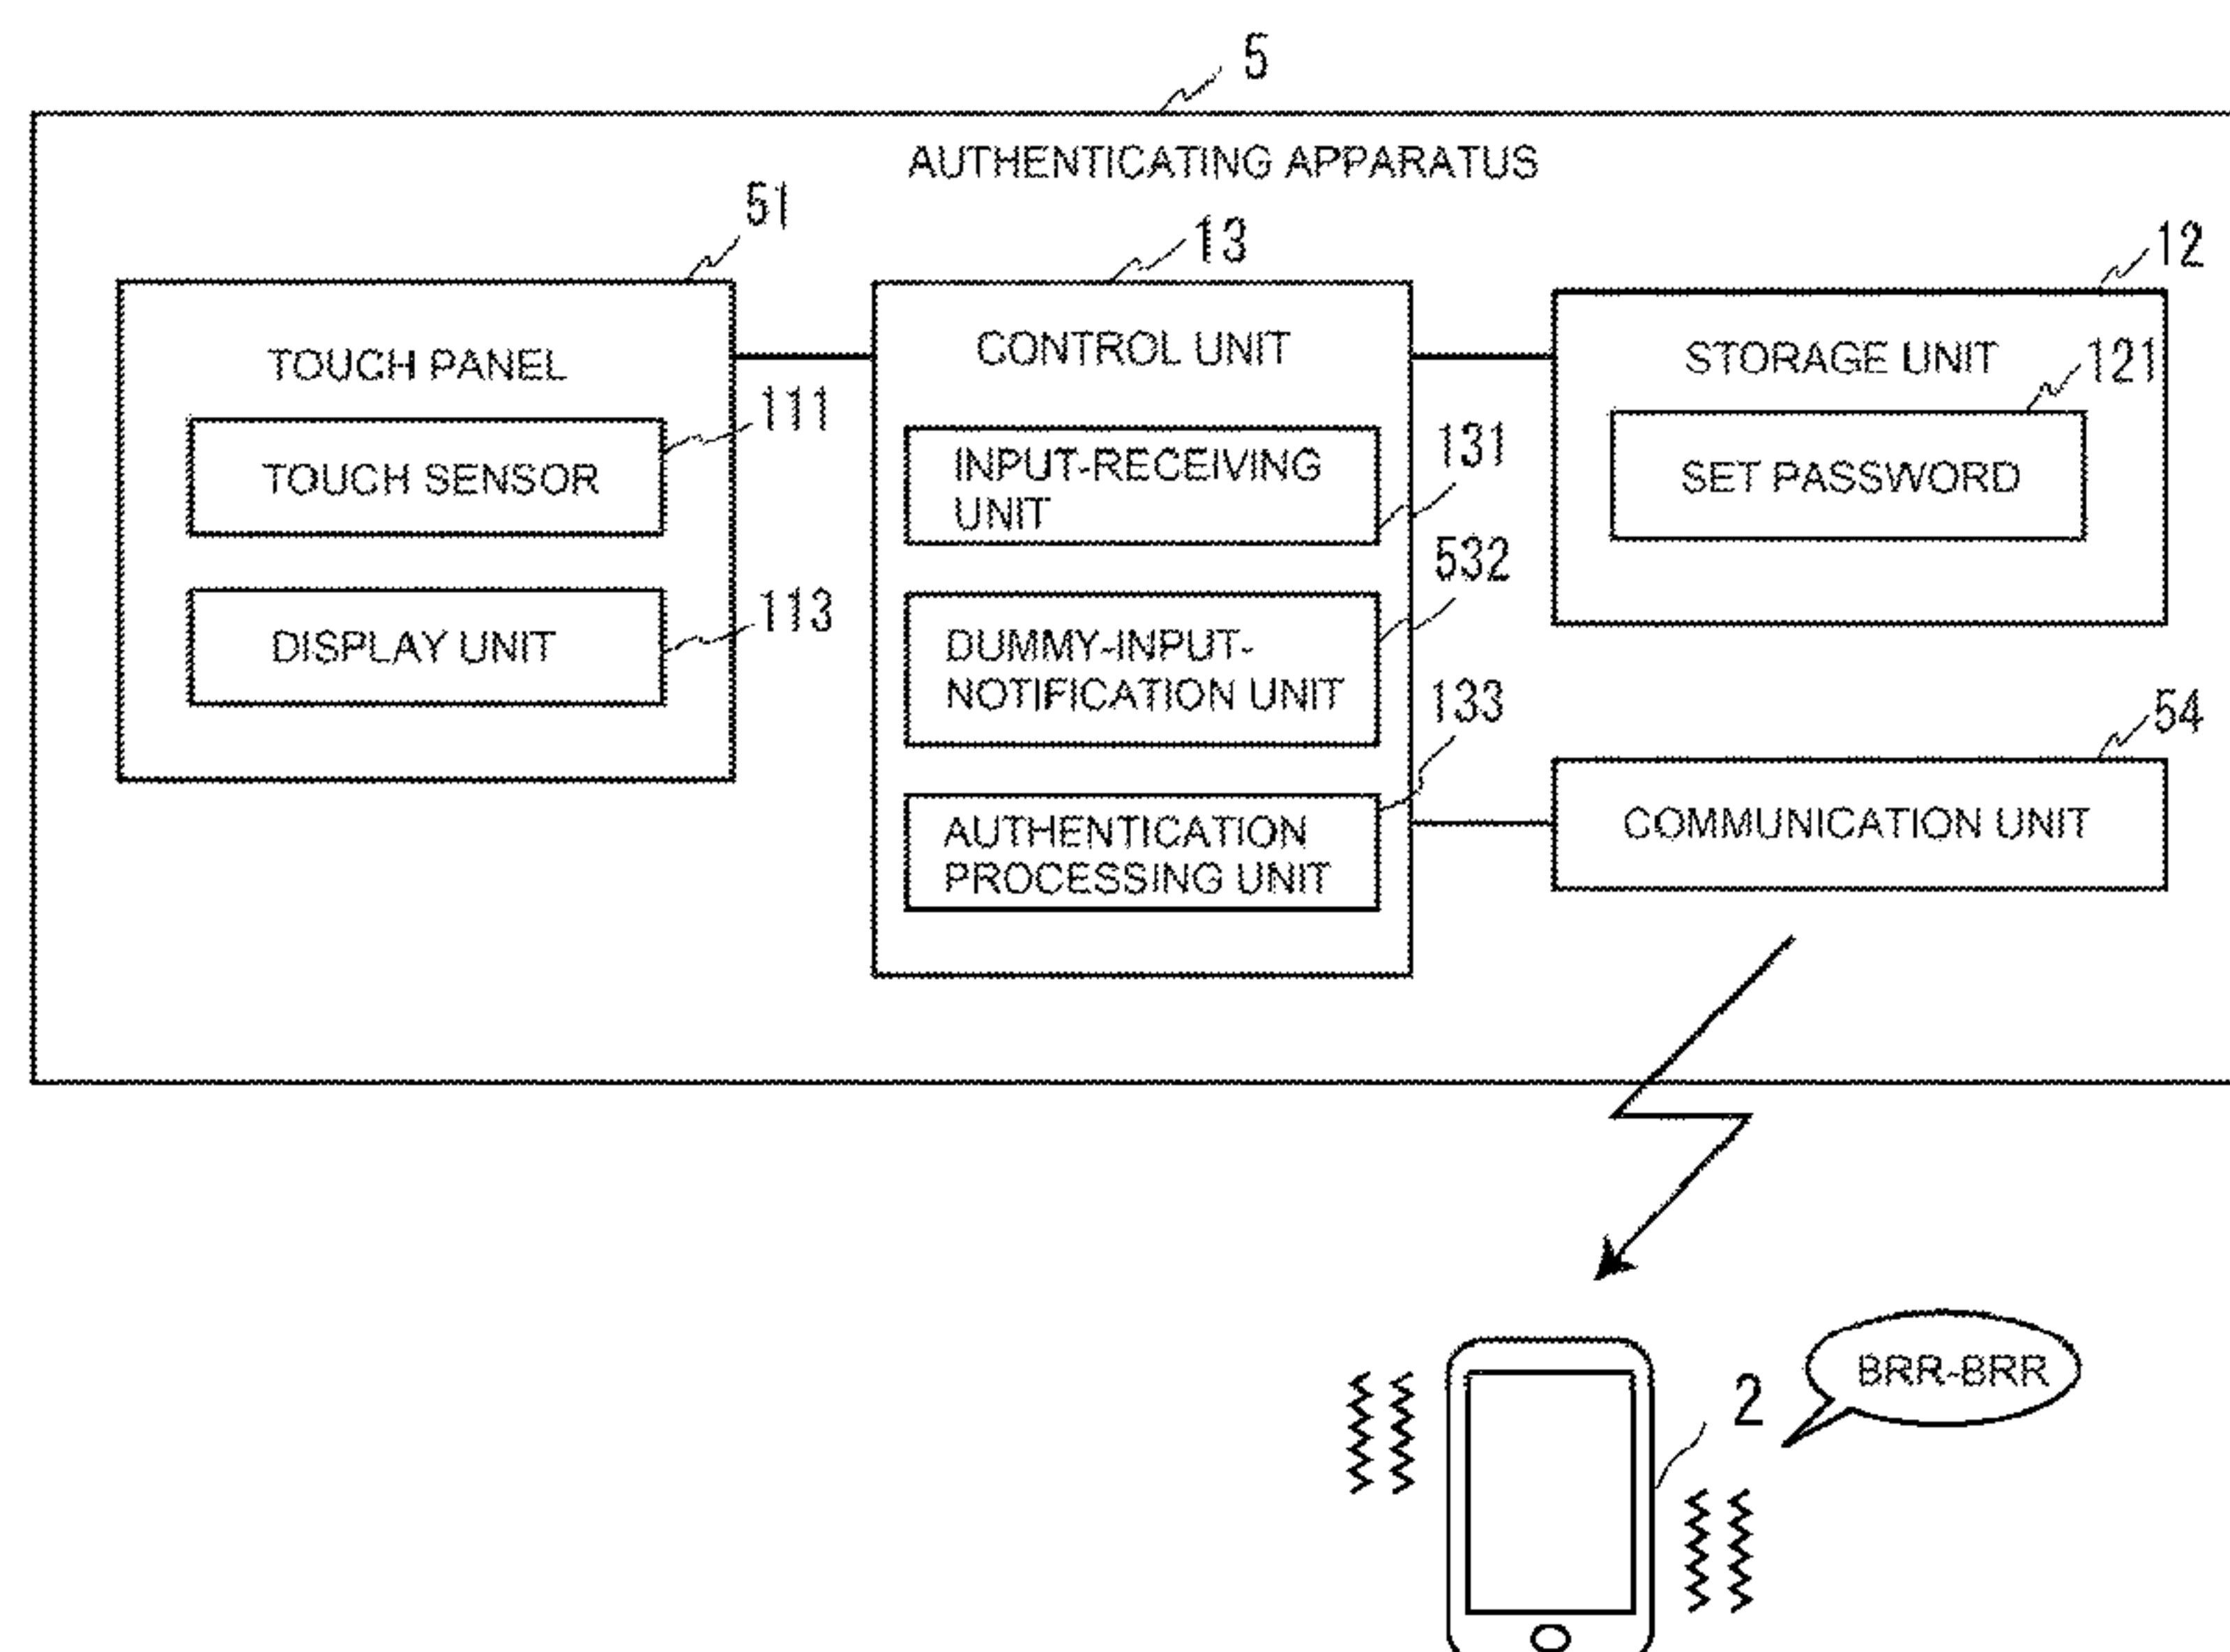 5
AUTHENTICATING APPARATUS
51
TOUCH PANEL
111
TOUCH SENSOR
113
DISPLAY UNIT
13
CONTROL UNIT
INPUT-RECEIVING
UNIT
131
DUMMY-INPUT-
NOTIFICATION UNIT
532
AUTHENTICATION
PROCESSING UNIT
133
12
STORAGE UNIT
121
SET PASSWORD
54
COMMUNICATION UNIT
2
BRR-BRR